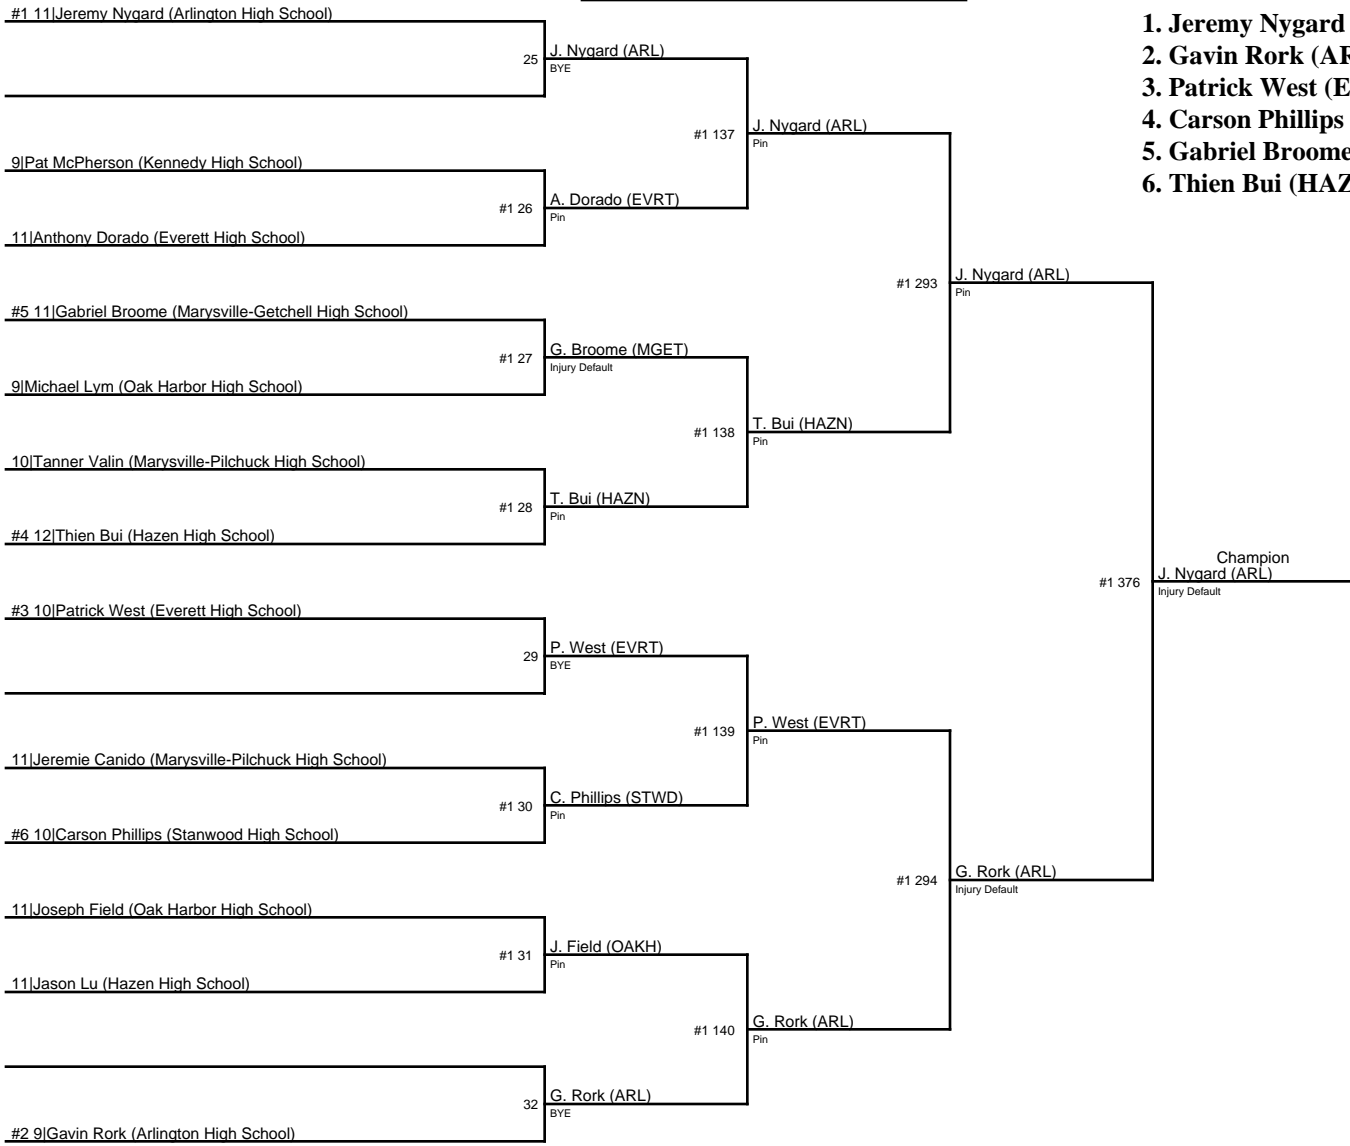 #1 11|Jeremy Nygard (Arlington High School)
25 J. Nygard (ARL)
BYE
#1 137 J. Nygard (ARL)
Pin
9|Pat McPherson (Kennedy High School)
#1 26 A. Dorado (EVRT)
Pin
11|Anthony Dorado (Everett High School)
#1 293 J. Nygard (ARL)
Pin
#5 11|Gabriel Broome (Marysville-Getchell High School)
#1 27 G. Broome (MGET)
Injury Default
9|Michael Lym (Oak Harbor High School)
#1 138 T. Bui (HAZN)
Pin
10|Tanner Valin (Marysville-Pilchuck High School)
#1 28 T. Bui (HAZN)
Pin
#4 12|Thien Bui (Hazen High School)
Champion
#1 376 J. Nygard (ARL)
Injury Default
#3 10|Patrick West (Everett High School)
29 P. West (EVRT)
BYE
#1 139 P. West (EVRT)
Pin
11|Jeremie Canido (Marysville-Pilchuck High School)
#1 30 C. Phillips (STWD)
Pin
#6 10|Carson Phillips (Stanwood High School)
#1 294 G. Rork (ARL)
Injury Default
11|Joseph Field (Oak Harbor High School)
#1 31 J. Field (OAKH)
Pin
11|Jason Lu (Hazen High School)
#1 140 G. Rork (ARL)
Pin
32 G. Rork (ARL)
BYE
#2 9|Gavin Rork (Arlington High School)
1. Jeremy Nygard
2. Gavin Rork (AR
3. Patrick West (E
4. Carson Phillips
5. Gabriel Broome
6. Thien Bui (HAZ